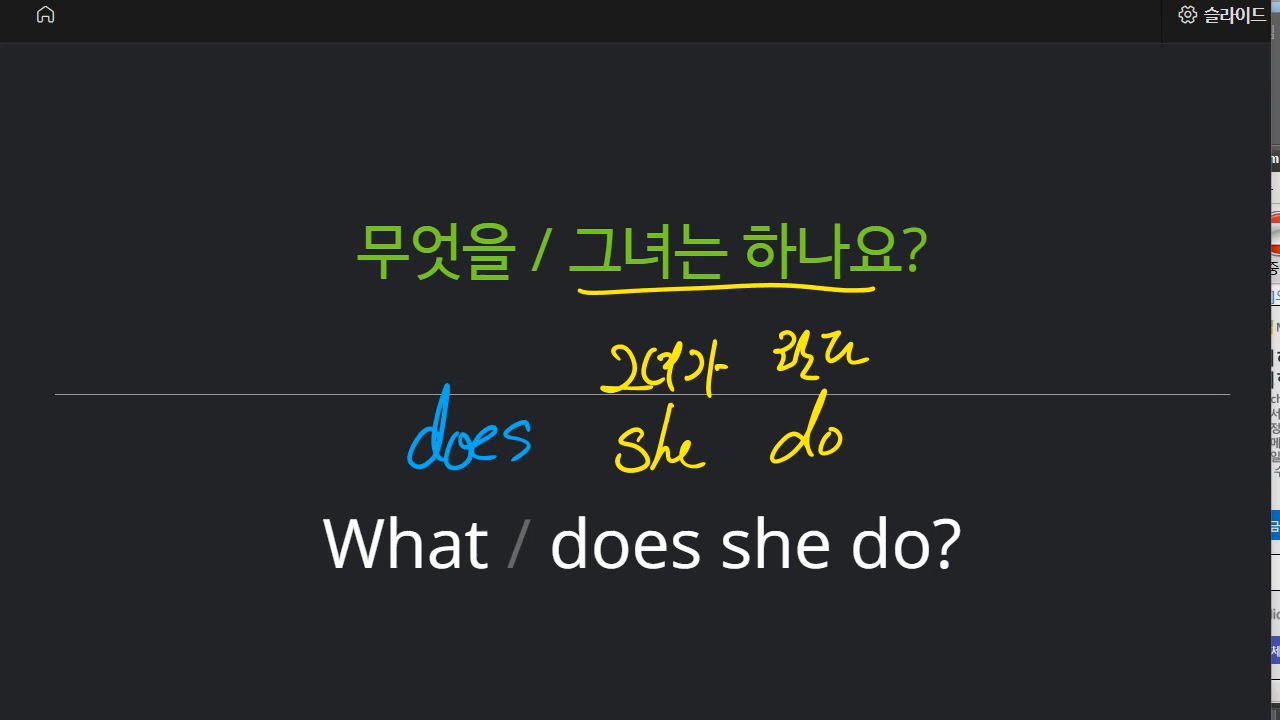 슬라이드
무엇을 / 그녀는 하나요?
그녀가 한다
does she do
What / does she do?